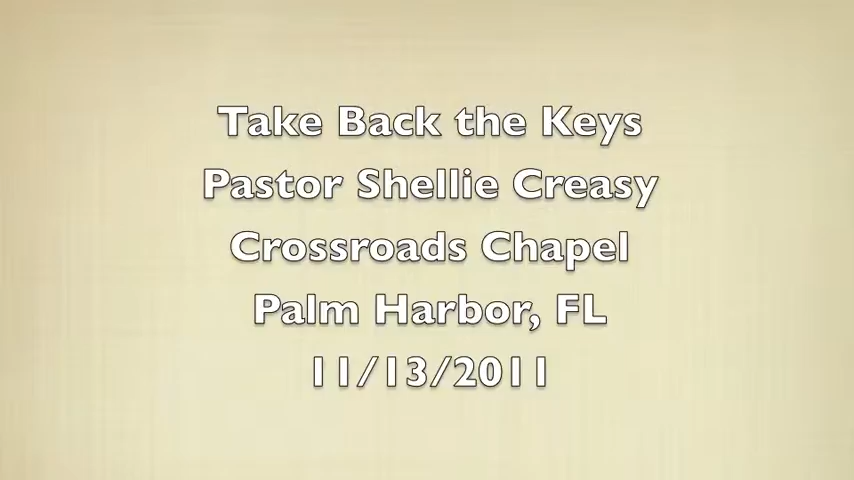 Take Back the Keys
Pastor Shellie Creasy
Crossroads Chapel
Palm Harbor, FL
11/13/2011